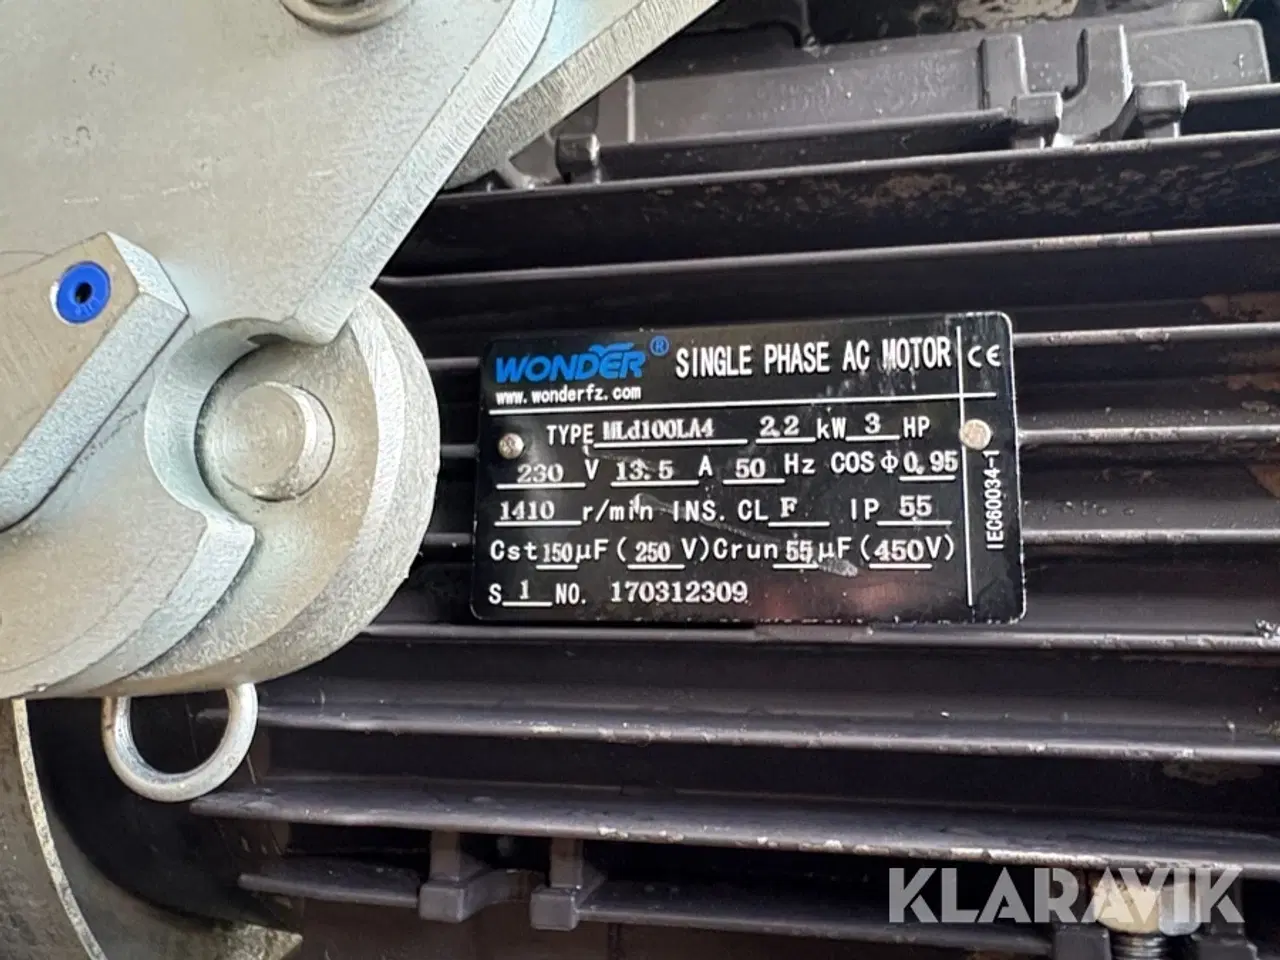 WONDER® SINGLE PHASE AC MOTOR CE
www.wonderfz.com
TYPE MLd100LA4 2.2 kW 3 HP
230 V 13.5 A 50 Hz COSΦ 0.95
1410 r/min INS. CL F IP 55
Cst 150 μF ( 250 V) Crun 55 μF (450V)
S 1 NO. 170312309
IEC60034-1
KLARAVIK